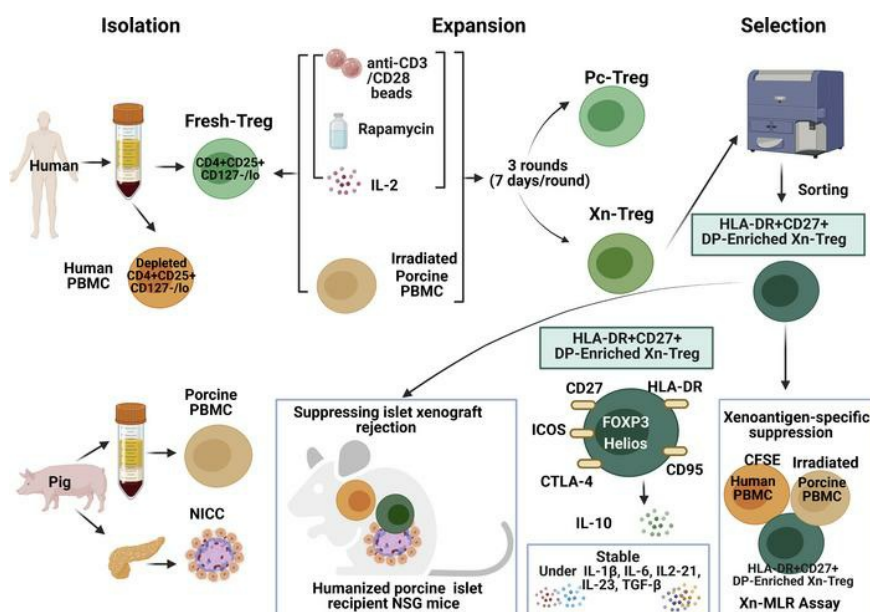 Isolation
Expansion
Selection
Human
Fresh-Treg
CD4+CD25+
CD127-/lo
Human
PBMC
Depleted
CD4+CD25+
CD127-/lo
anti-CD3
/CD28
beads
Rapamycin
IL-2
Irradiated
Porcine
PBMC
3 rounds
(7 days/round)
Pc-Treg
Xn-Treg
Sorting
HLA-DR+CD27+
DP-Enriched Xn-Treg
Pig
Porcine
PBMC
NICC
Suppressing islet xenograft
rejection
Humanized porcine islet
recipient NSG mice
HLA-DR+CD27+
DP-Enriched Xn-Treg
CD27
HLA-DR
ICOS
FOXP3
Helios
CTLA-4
CD95
IL-10
Stable
Under IL-1β, IL-6, IL2-21,
IL-23, TGF-β
Xenoantigen-specific
suppression
CFSE
Irradiated
Human
PBMC
Porcine
PBMC
HLA-DR+CD27+
DP-Enriched Xn-Treg
Xn-MLR Assay